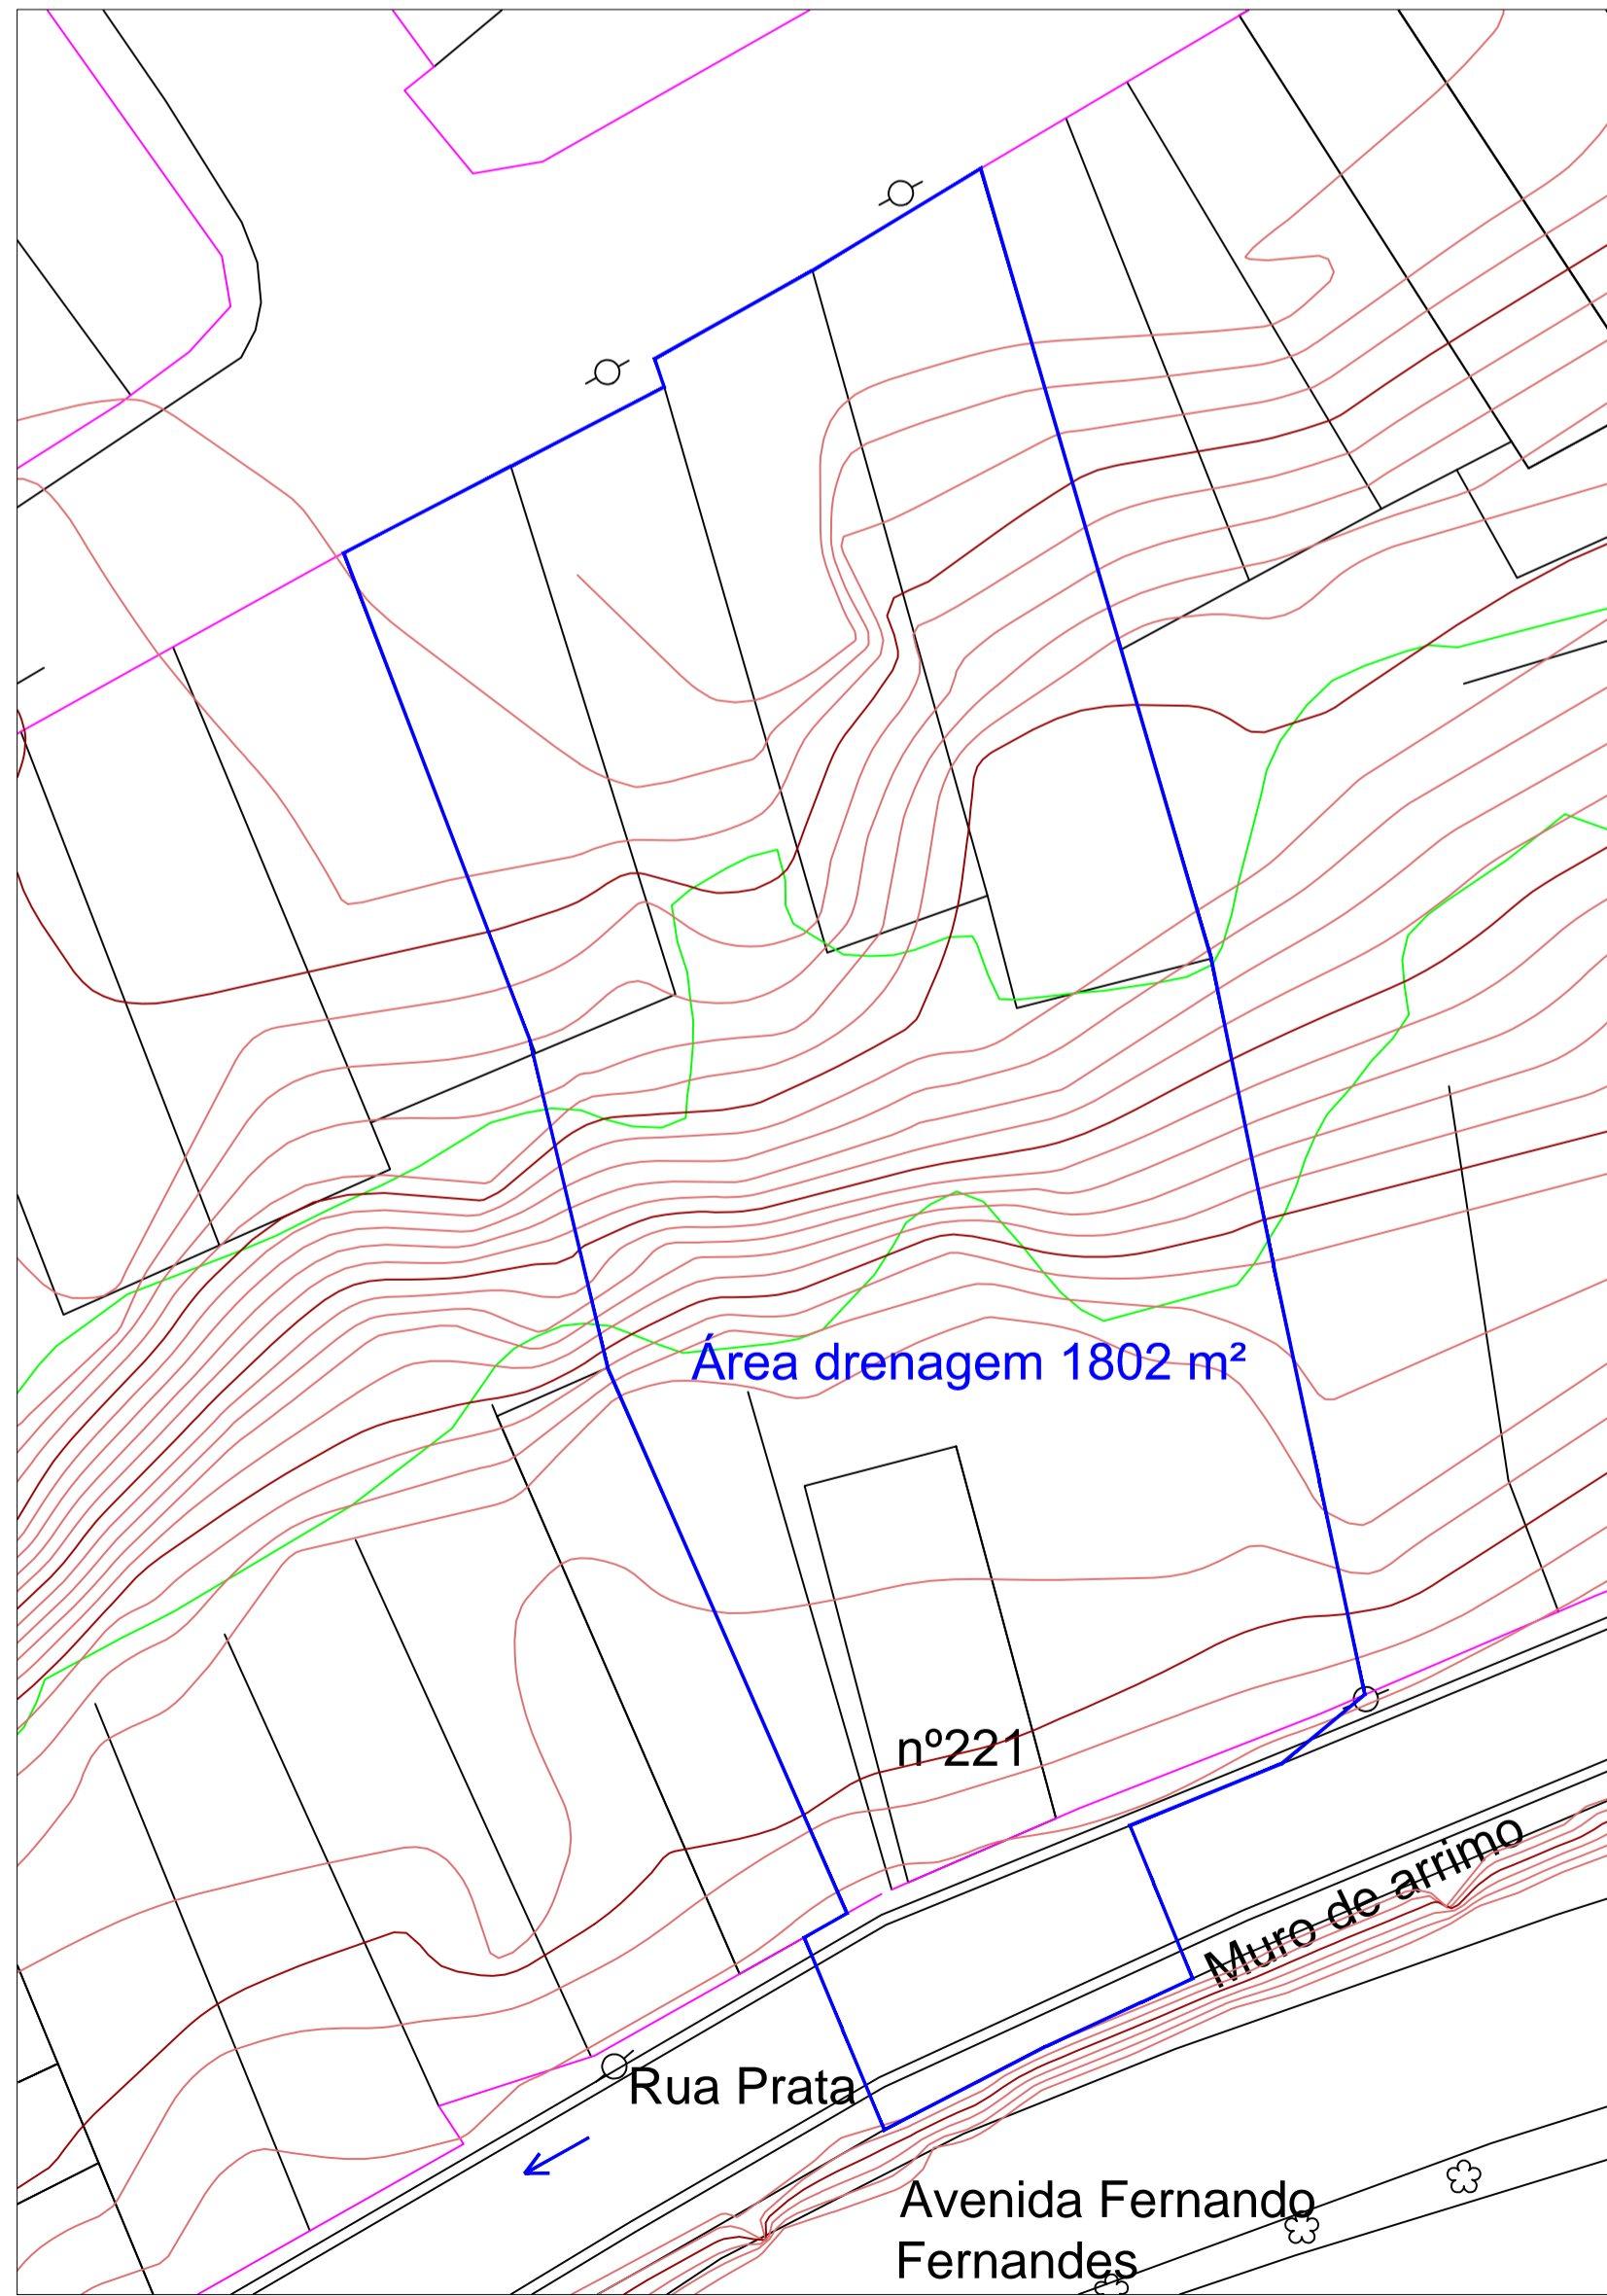 Área drenagem 1802 m²
nº221
Muro de arrimo
Rua Prata
Avenida Fernando
Fernandes